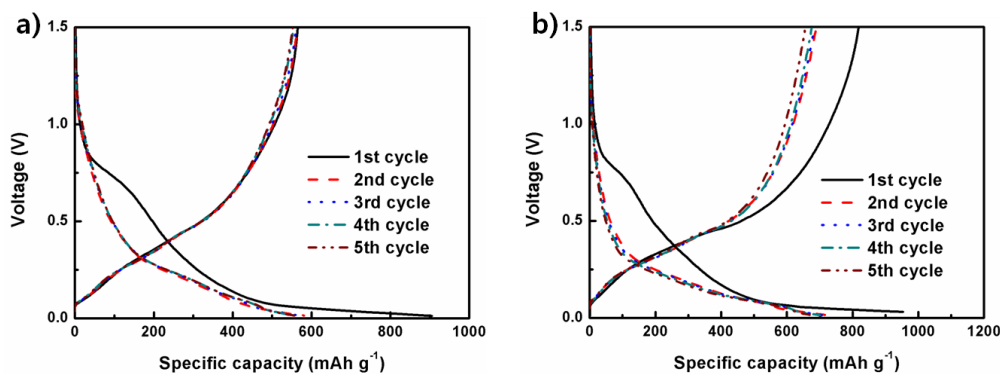 a)
1.5
1.0
0.5
0.0
Voltage (V)
1st cycle
2nd cycle
3rd cycle
4th cycle
5th cycle
0 200 400 600 800 1000
Specific capacity (mAh g⁻¹)
b)
1.5
1.0
0.5
0.0
Voltage (V)
1st cycle
2nd cycle
3rd cycle
4th cycle
5th cycle
0 200 400 600 800 1000 1200
Specific capacity (mAh g⁻¹)